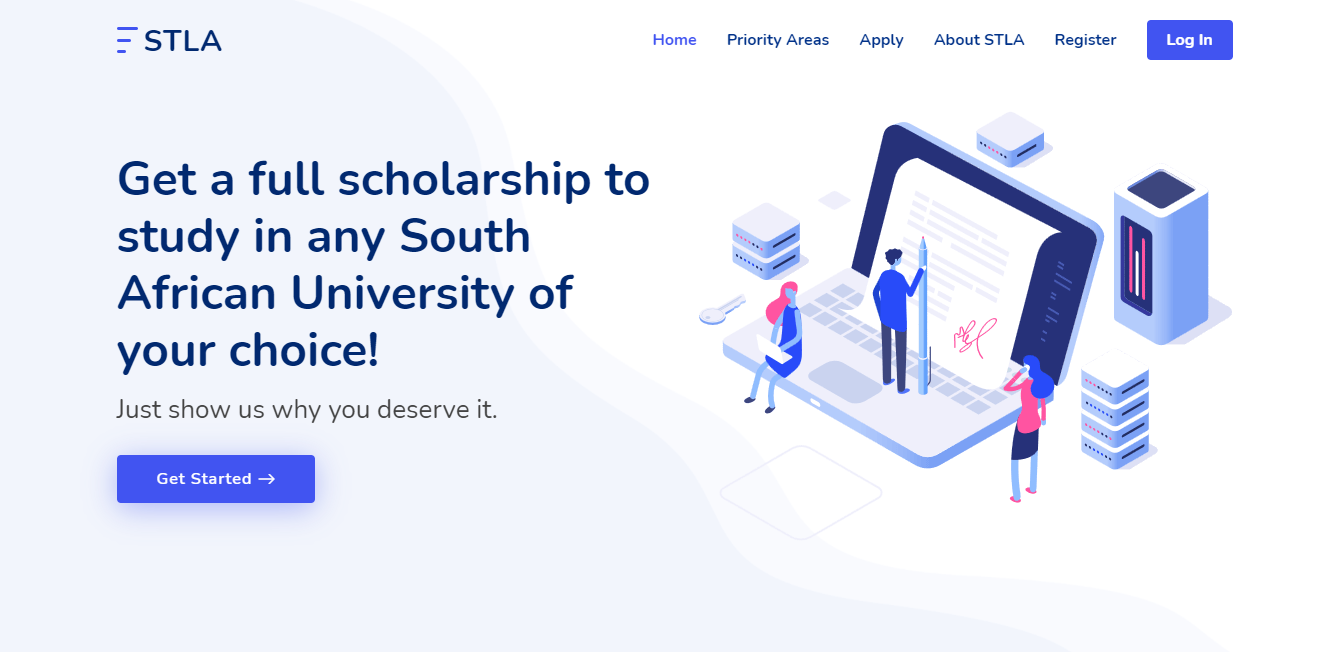 STLA
Home
Priority Areas
Apply
About STLA
Register
Log In
Get a full scholarship to
study in any South
African University of
your choice!
Just show us why you deserve it.
Get Started →